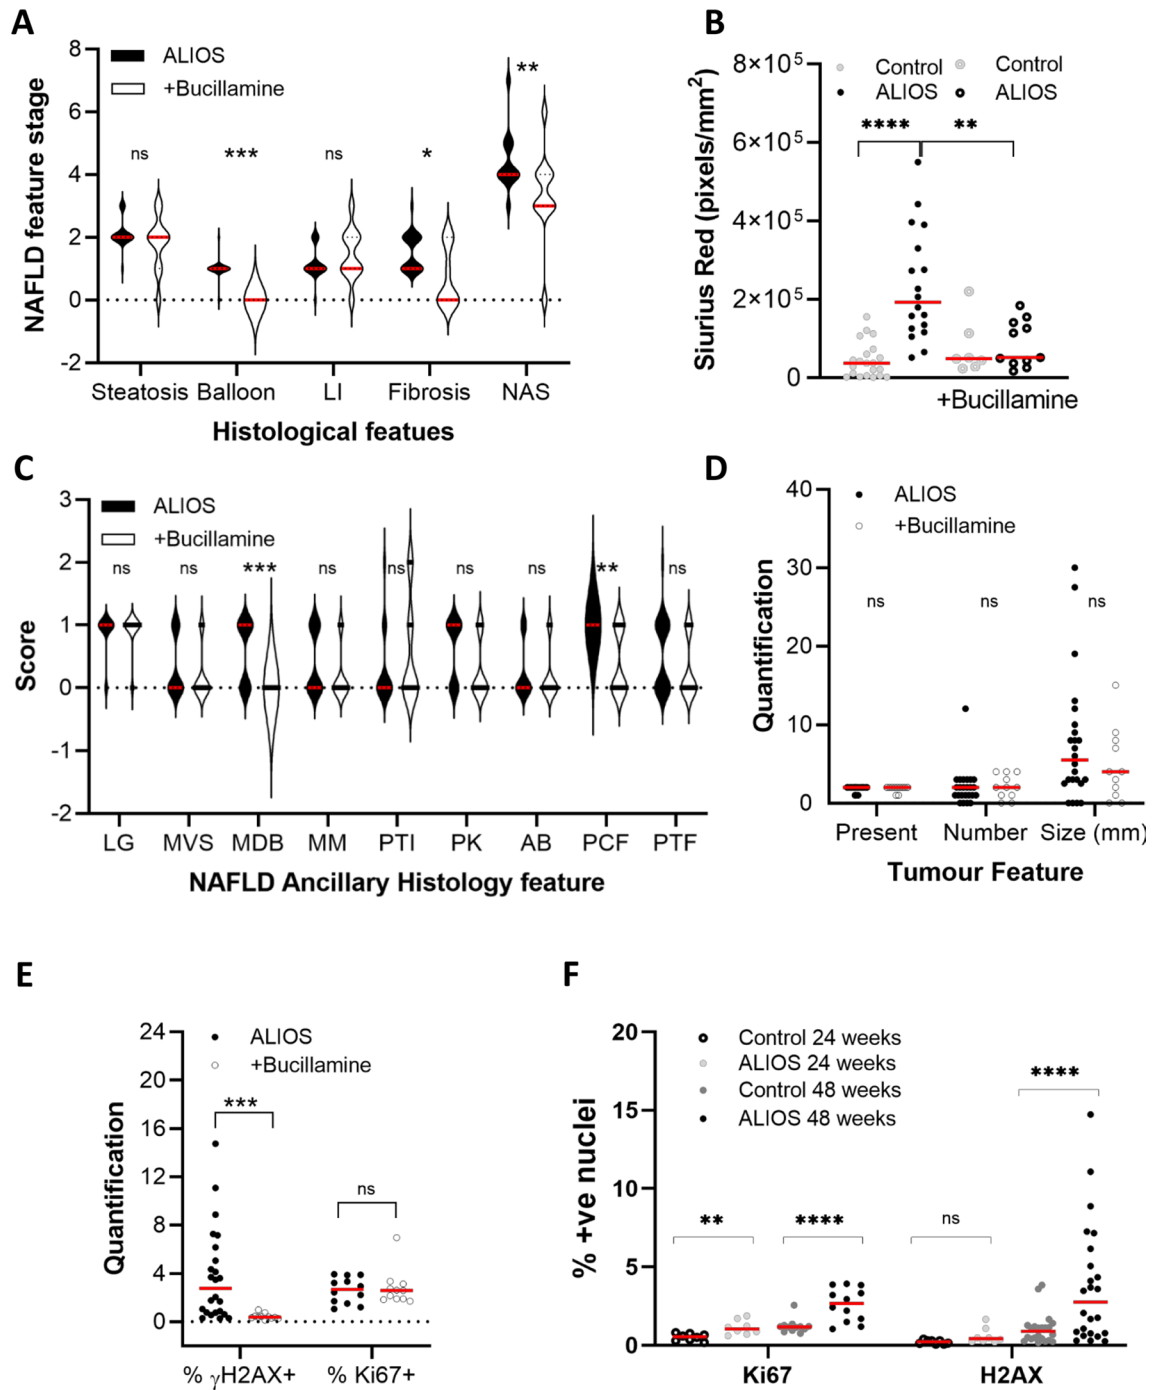 A
ALIOS
+Bucillamine
NAFLD feature stage
8
6
4
2
0
-2
ns
***
ns
*
**
Steatosis Balloon LI Fibrosis NAS
Histological featues
B
Control Control
ALIOS ALIOS
Siurius Red (pixels/mm²)
8×10⁵
6×10⁵
4×10⁵
2×10⁵
0
**** **
+Bucillamine
C
ALIOS
+Bucillamine
Score
3
2
1
0
-1
-2
ns ns *** ns ns ns ns ** ns
LG MVS MDB MM PTI PK AB PCF PTF
NAFLD Ancillary Histology feature
D
ALIOS
+Bucillamine
Quantification
40
30
20
10
0
ns ns ns
Present Number Size (mm)
Tumour Feature
E
ALIOS
+Bucillamine
Quantification
24
20
16
12
8
4
0
***
ns
% γH2AX+ % Ki67+
F
Control 24 weeks
ALIOS 24 weeks
Control 48 weeks
ALIOS 48 weeks
% +ve nuclei
20
15
10
5
0
** **** ns ****
Ki67 H2AX